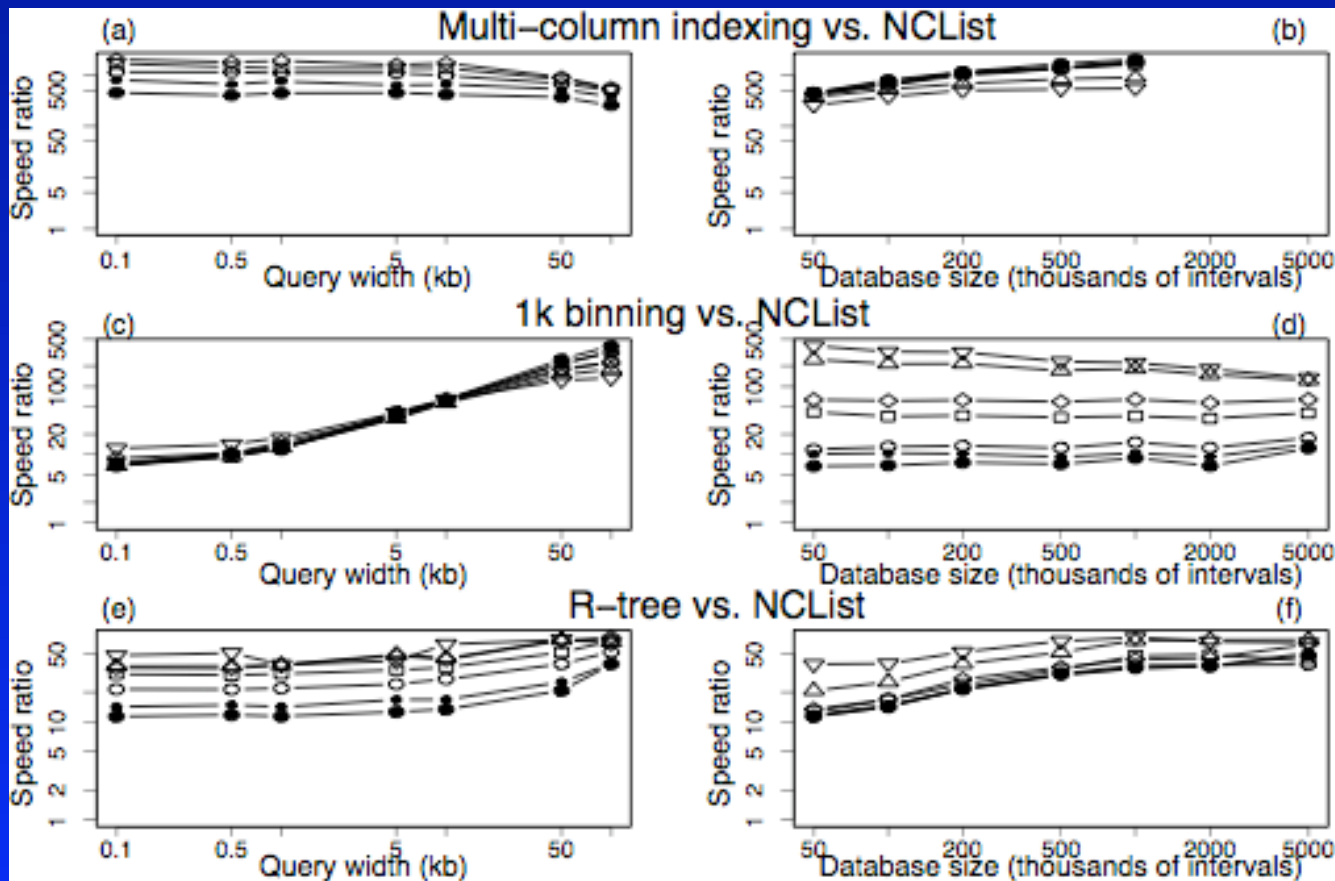 (a) Multi-column indexing vs. NCList (b)
Speed ratio
500
50
5
1
0.1 0.5 5 50
Query width (kb)
Speed ratio
500
50
5
1
50 200 500 2000 5000
Database size (thousands of intervals)
(c) 1k binning vs. NCList (d)
Speed ratio
500
100
20
5
1
0.1 0.5 5 50
Query width (kb)
Speed ratio
500
100
20
5
1
50 200 500 2000 5000
Database size (thousands of intervals)
(e) R-tree vs. NCList (f)
Speed ratio
50
10
5
2
1
0.1 0.5 5 50
Query width (kb)
Speed ratio
50
10
5
2
1
50 200 500 2000 5000
Database size (thousands of intervals)